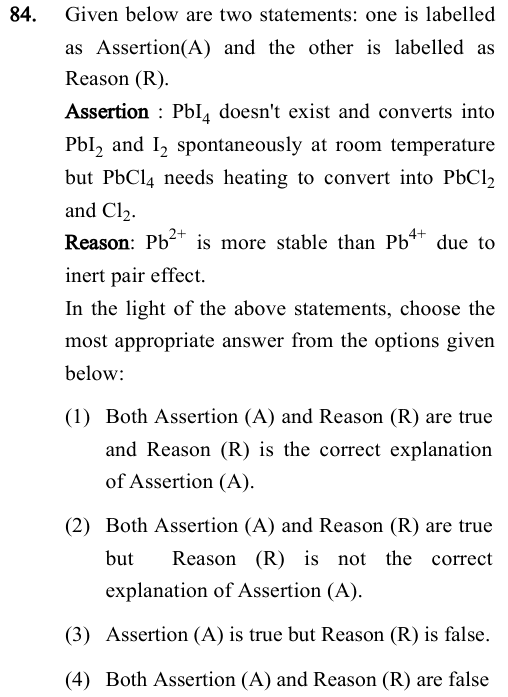 84. Given below are two statements: one is labelled
as Assertion(A) and the other is labelled as
Reason (R).
Assertion : PbI₄ doesn't exist and converts into
PbI₂ and I₂ spontaneously at room temperature
but PbCl₄ needs heating to convert into PbCl₂
and Cl₂.
Reason: Pb²⁺ is more stable than Pb⁴⁺ due to
inert pair effect.
In the light of the above statements, choose the
most appropriate answer from the options given
below:
(1) Both Assertion (A) and Reason (R) are true
and Reason (R) is the correct explanation
of Assertion (A).
(2) Both Assertion (A) and Reason (R) are true
but Reason (R) is not the correct
explanation of Assertion (A).
(3) Assertion (A) is true but Reason (R) is false.
(4) Both Assertion (A) and Reason (R) are false